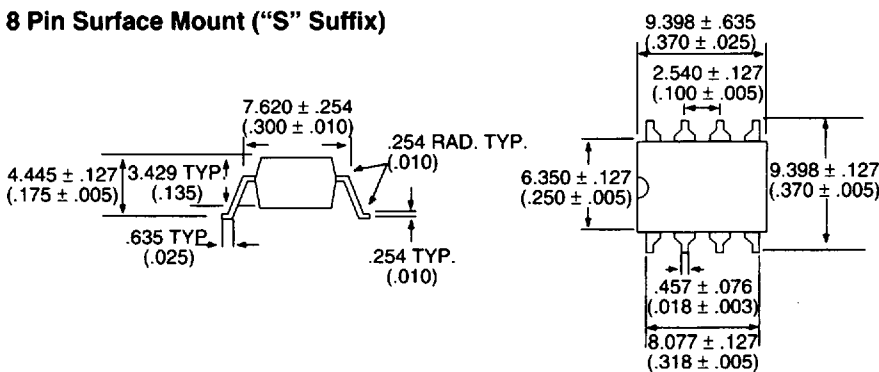 8 Pin Surface Mount (“S” Suffix)
7.620 ± .254
(.300 ± .010)
.254 RAD. TYP.
(.010)
4.445 ± .127
(.175 ± .005)
3.429 TYP.
(.135)
.635 TYP.
(.025)
.254 TYP.
(.010)
9.398 ± .635
(.370 ± .025)
2.540 ± .127
(.100 ± .005)
6.350 ± .127
(.250 ± .005)
9.398 ± .127
(.370 ± .005)
.457 ± .076
(.018 ± .003)
8.077 ± .127
(.318 ± .005)